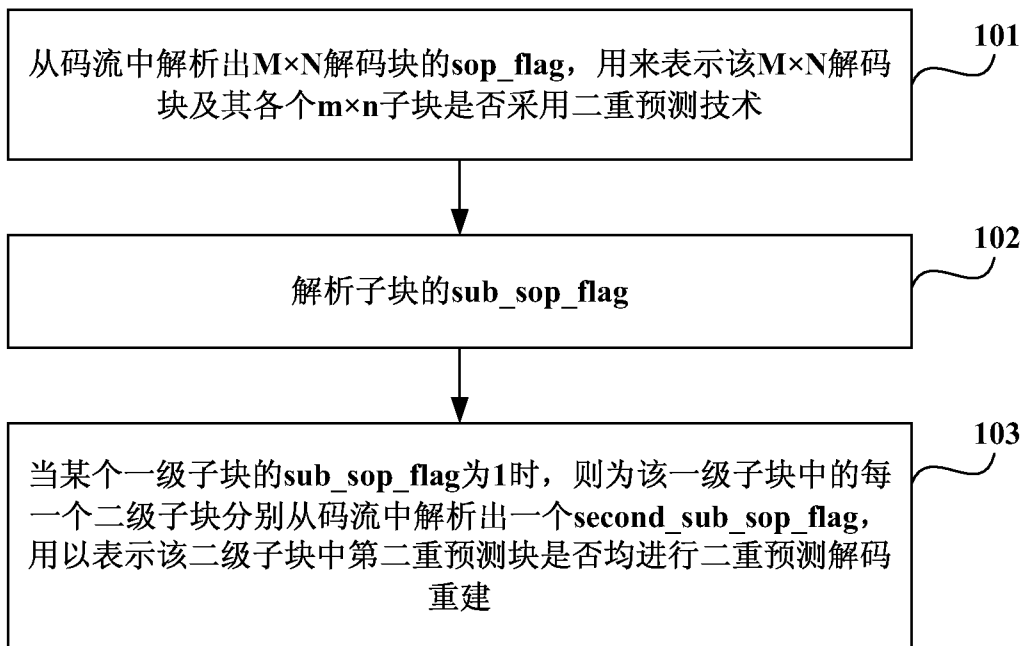 101
从码流中解析出M×N解码块的sop_flag，用来表示该M×N解码
块及其各个m×n子块是否采用二重预测技术
102
解析子块的sub_sop_flag
103
当某个一级子块的sub_sop_flag为1时，则为该一级子块中的每
一个二级子块分别从码流中解析出一个second_sub_sop_flag，
用以表示该二级子块中第二重预测块是否均进行二重预测解码
重建